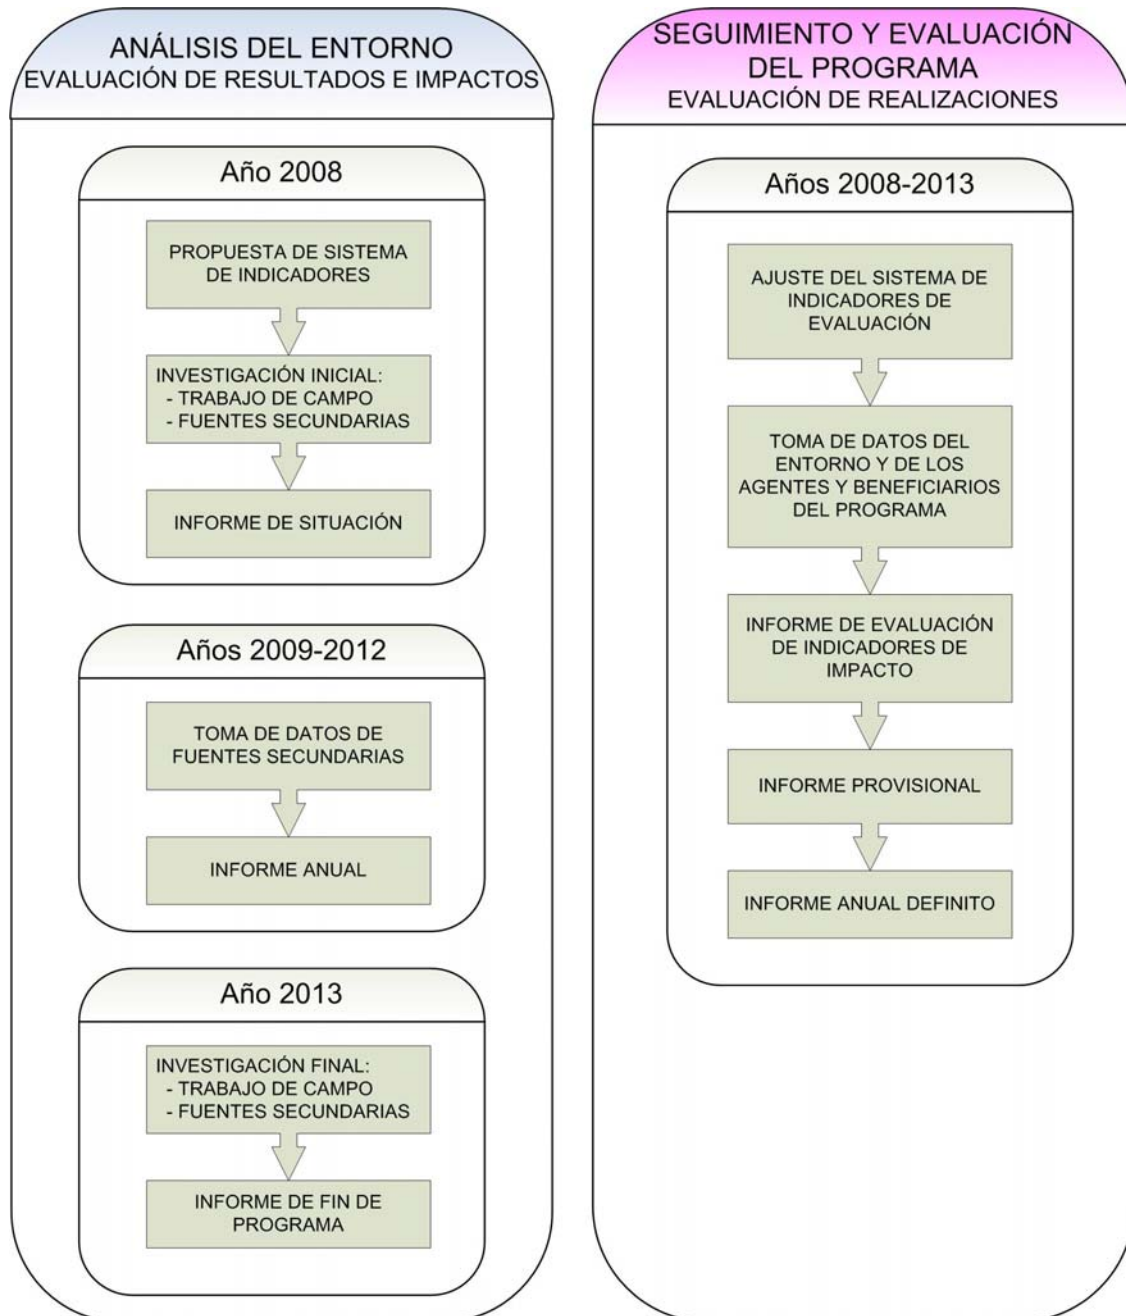 ANÁLISIS DEL ENTORNO
EVALUACIÓN DE RESULTADOS E IMPACTOS
Año 2008
PROPUESTA DE SISTEMA
DE INDICADORES
INVESTIGACIÓN INICIAL:
- TRABAJO DE CAMPO
- FUENTES SECUNDARIAS
INFORME DE SITUACIÓN
Años 2009-2012
TOMA DE DATOS DE
FUENTES SECUNDARIAS
INFORME ANUAL
Año 2013
INVESTIGACIÓN FINAL:
- TRABAJO DE CAMPO
- FUENTES SECUNDARIAS
INFORME DE FIN DE
PROGRAMA
SEGUIMIENTO Y EVALUACIÓN
DEL PROGRAMA
EVALUACIÓN DE REALIZACIONES
Años 2008-2013
AJUSTE DEL SISTEMA DE
INDICADORES DE
EVALUACIÓN
TOMA DE DATOS DEL
ENTORNO Y DE LOS
AGENTES Y BENEFICIARIOS
DEL PROGRAMA
INFORME DE EVALUACIÓN
DE INDICADORES DE
IMPACTO
INFORME PROVISIONAL
INFORME ANUAL DEFINITO